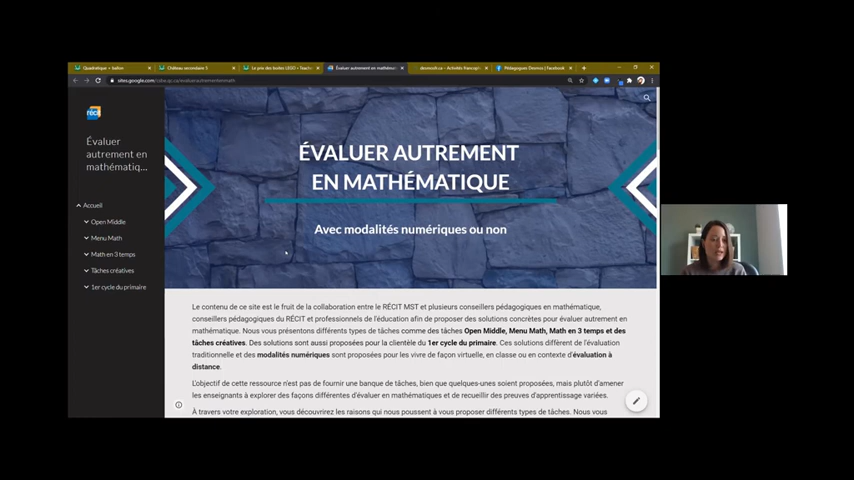 Quadratique + ballon
Château secondaire 5
Le prix des boites LEGO • Teach
Évaluer autrement en mathémat
desmosfr.ca – Activités francoph
Pédagogues Desmos | Facebook
sites.google.com/
récit
Évaluer
autrement en
mathématiq...
Accueil
Open Middle
Menu Math
Math en 3 temps
Tâches créatives
1er cycle du primaire
ÉVALUER AUTREMENT
EN MATHÉMATIQUE
Avec modalités numériques ou non
Le contenu de ce site est le fruit de la collaboration entre le RÉCIT MST et plusieurs conseillers pédagogiques en mathématique,
conseillers pédagogiques du RÉCIT et professionnels de l'éducation afin de proposer des solutions concrètes pour évaluer autrement en
mathématique. Nous vous présentons différents types de tâches comme des tâches Open Middle, Menu Math, Math en 3 temps et des
tâches créatives. Des solutions sont aussi proposées pour la clientèle du 1er cycle du primaire. Ces solutions diffèrent de l'évaluation
traditionnelle et des modalités numériques sont proposées pour les vivre de façon virtuelle, en classe ou en contexte d'évaluation à
distance.
L'objectif de cette ressource n'est pas de fournir une banque de tâches, bien que quelques-unes soient proposées, mais plutôt d'amener
les enseignants à explorer des façons différentes d'évaluer en mathématiques et de recueillir des preuves d'apprentissage variées.
À travers votre exploration, vous découvrirez les raisons qui nous poussent à vous proposer différents types de tâches. Nous vous